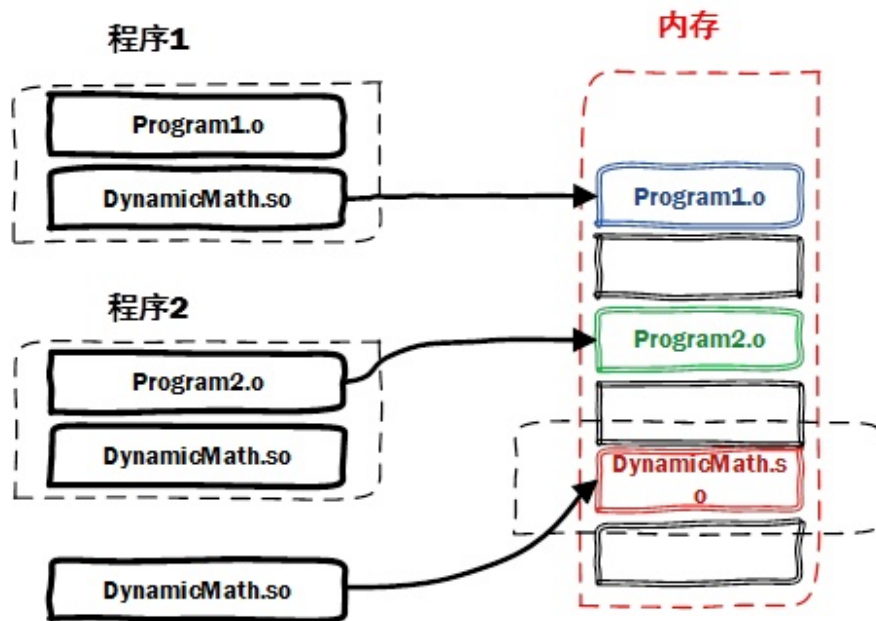 程序1
Program1.o
DynamicMath.so
程序2
Program2.o
DynamicMath.so
DynamicMath.so
内存
Program1.o
Program2.o
DynamicMath.s
o